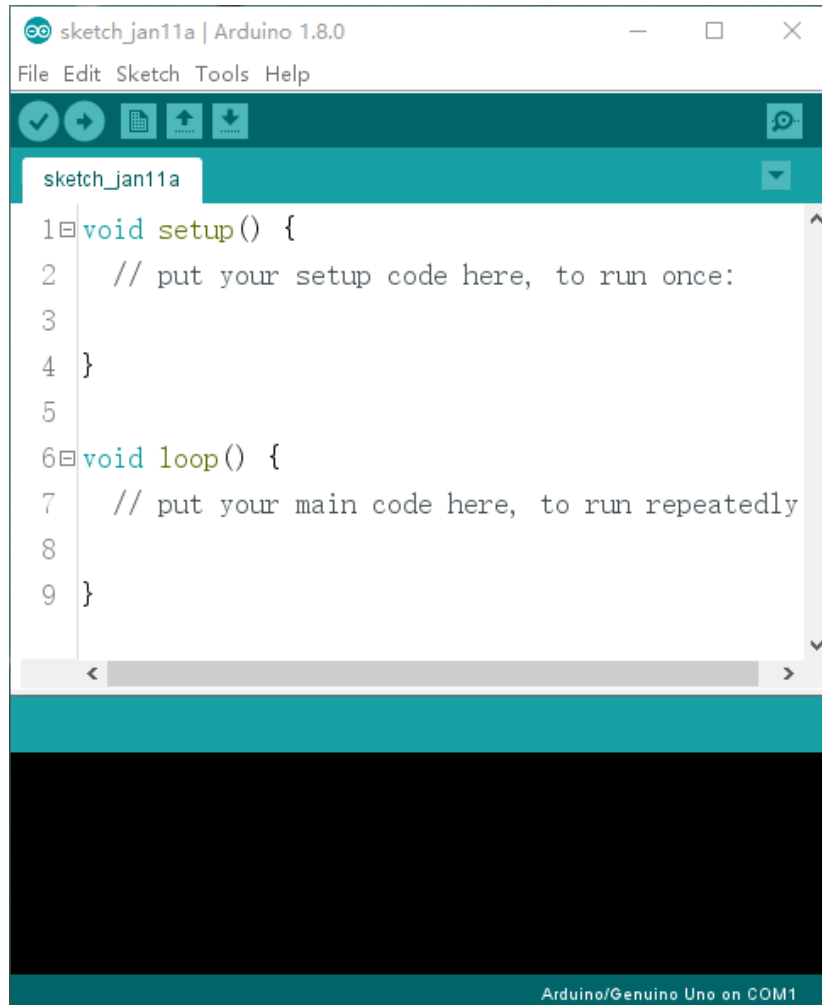 sketch_jan11a | Arduino 1.8.0
File Edit Sketch Tools Help
sketch_jan11a
1 void setup() {
2 // put your setup code here, to run once:
3
4 }
5
6 void loop() {
7 // put your main code here, to run repeatedly
8
9 }
Arduino/Genuino Uno on COM1